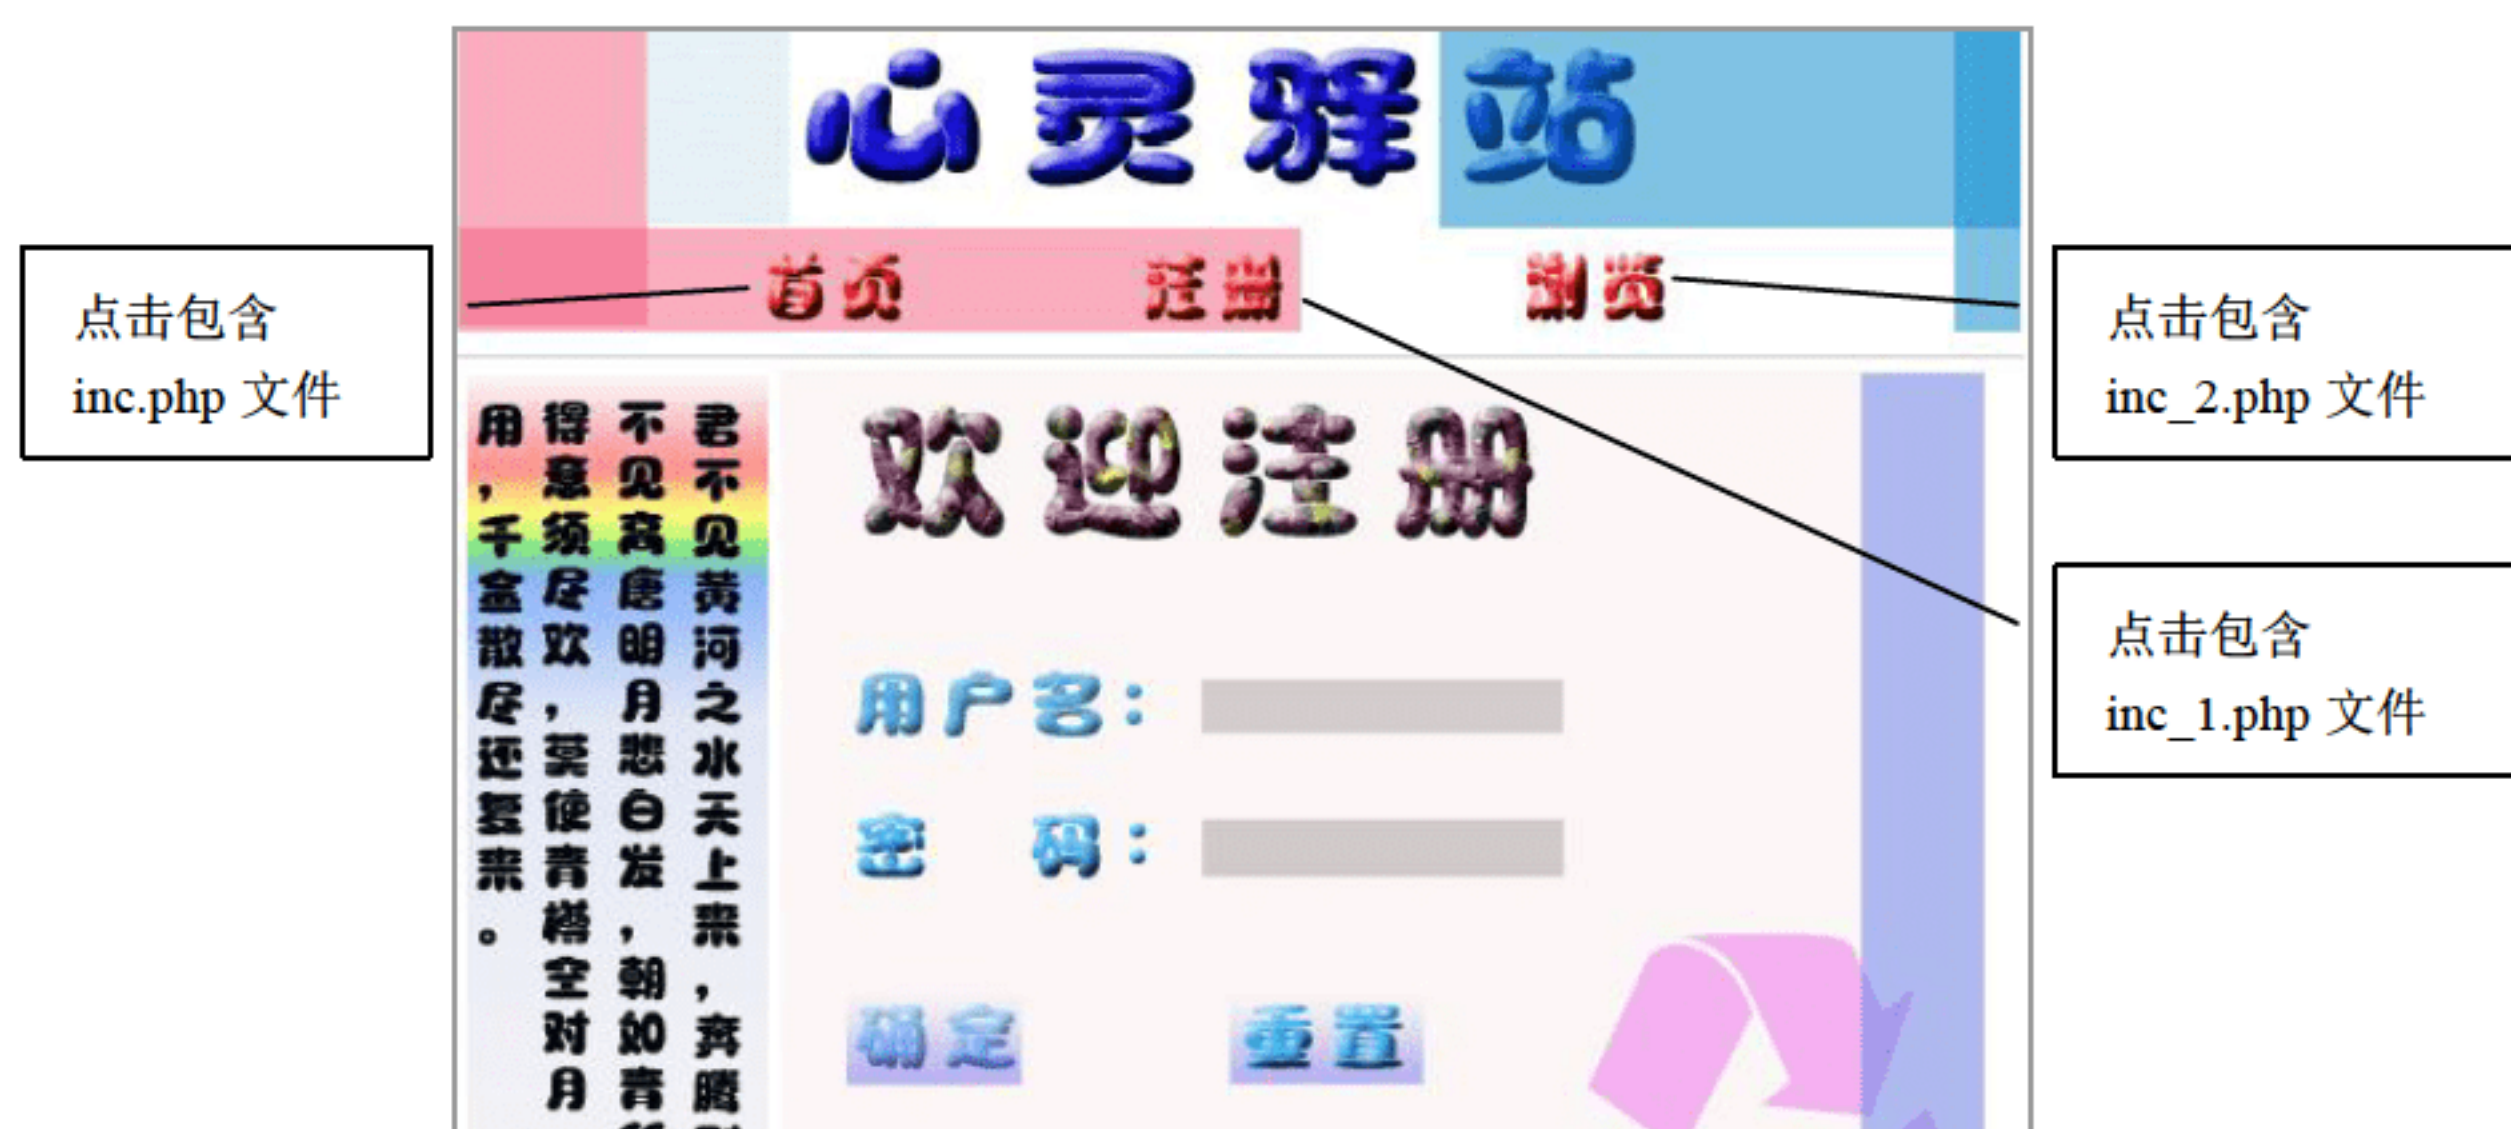 心灵驿站
首页 注册 浏览
点击包含
inc.php 文件
点击包含
inc_2.php 文件
点击包含
inc_1.php 文件
君不见黄河之水天上来，奔腾
不见高唐明月悲白发，朝如青
得意须尽欢，莫使青樽空对月
用，千盒散尽还复来。
欢迎注册
用户名：
密码：
确定 重置